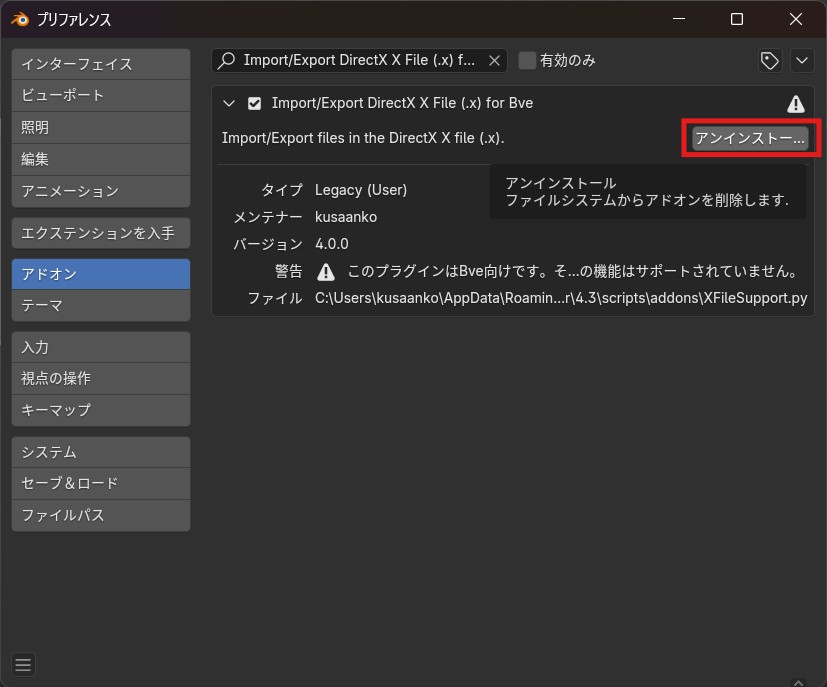 プリファレンス
インターフェイス
ビューポート
照明
編集
アニメーション
エクステンションを入手
アドオン
テーマ
入力
視点の操作
キーマップ
システム
セーブ＆ロード
ファイルパス
Import/Export DirectX X File (.x) f...
有効のみ
Import/Export DirectX X File (.x) for Bve
Import/Export files in the DirectX X file (.x).
アンインストー...
アンインストール
ファイルシステムからアドオンを削除します.
タイプ Legacy (User)
メンテナー kusaanko
バージョン 4.0.0
警告 このプラグインはBve向けです。そ...の機能はサポートされていません。
ファイル C:\Users\kusaanko\AppData\Roamin...r\4.3\scripts\addons\XFileSupport.py